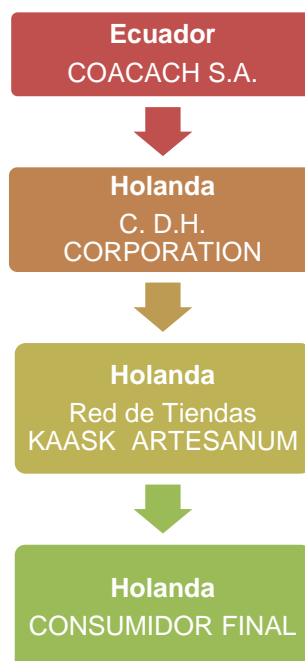 Ecuador
COACACH S.A.
Holanda
C. D.H.
CORPORATION
Holanda
Red de Tiendas
KAASK ARTESANUM
Holanda
CONSUMIDOR FINAL